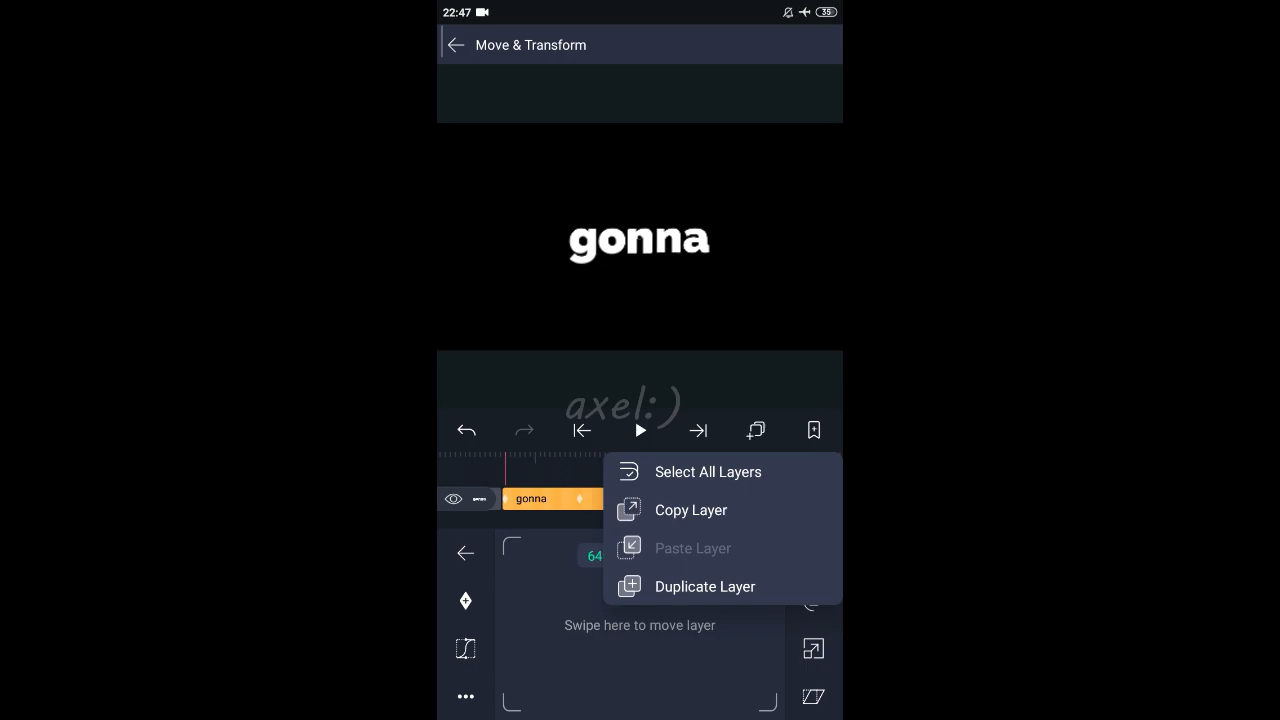 22:47
35
Move & Transform
gonna
axel:)
Select All Layers
gonna
Copy Layer
Paste Layer
64
Duplicate Layer
Swipe here to move layer